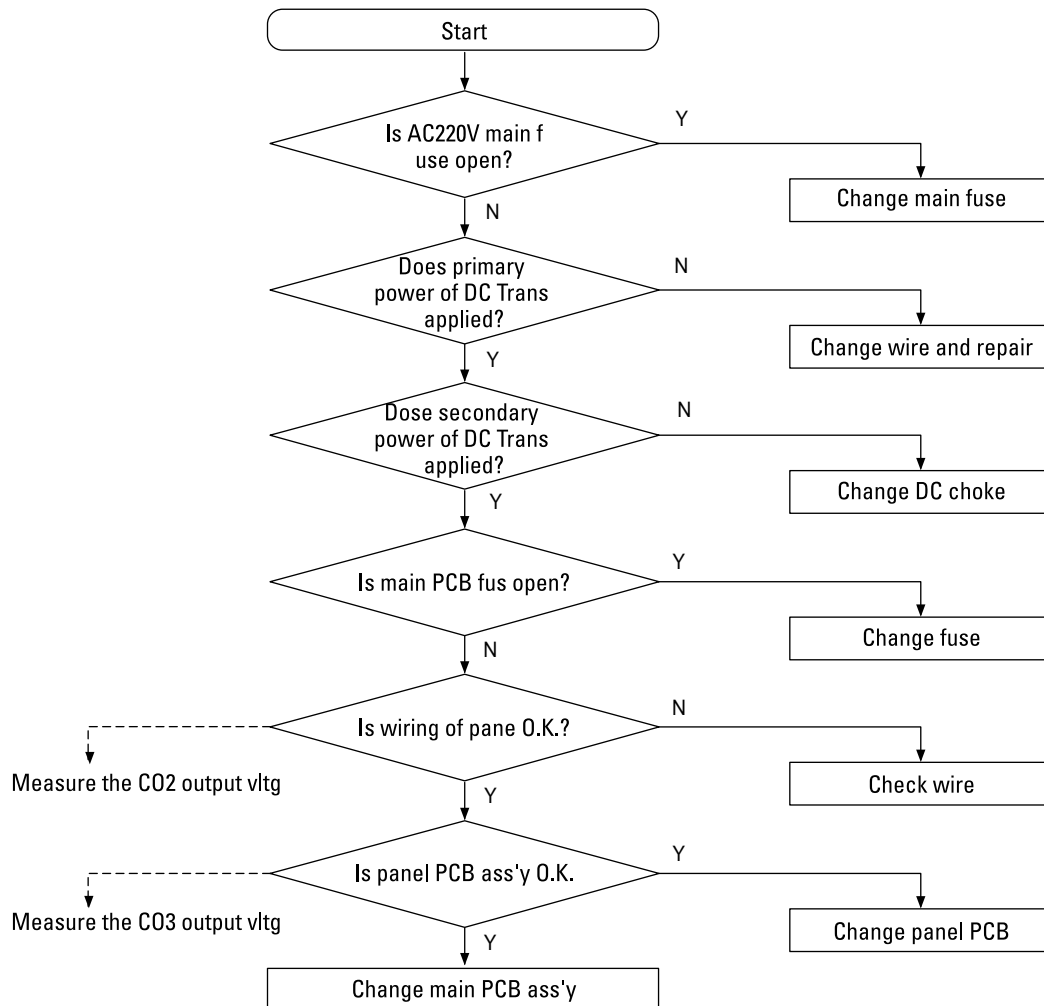 Start
Is AC220V main f
use open?
Y
Change main fuse
N
Does primary
power of DC Trans
applied?
N
Change wire and repair
Y
Dose secondary
power of DC Trans
applied?
N
Change DC choke
Y
Is main PCB fus open?
Y
Change fuse
N
Is wiring of pane O.K.?
N
Measure the CO2 output vltg
Check wire
Y
Is panel PCB ass'y O.K.
Y
Measure the CO3 output vltg
Change panel PCB
Y
Change main PCB ass'y